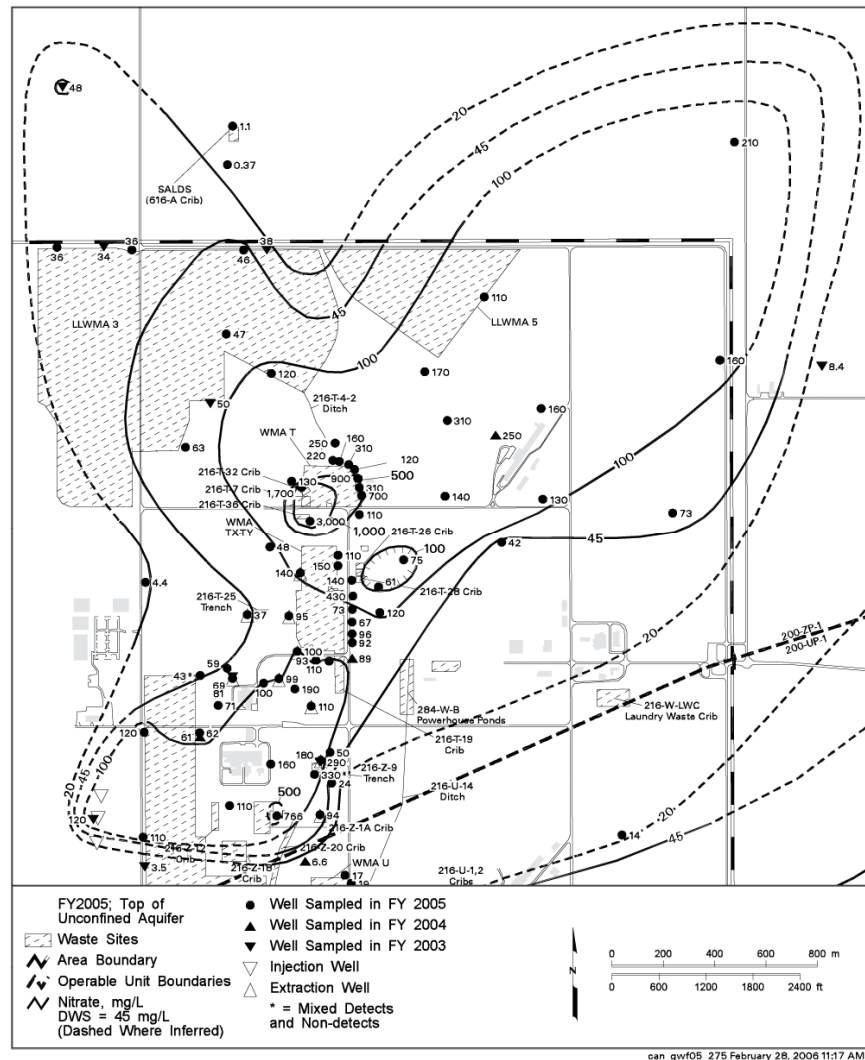 48
1.1
0.37
SALDS
(616-A Crib)
20
45
100
210
36
34
36
46
38
LLWMA 3
LLWMA 5
110
45
100
47
120
170
160
8.4
50
216-T-4-2
Ditch
310
160
250
63
WMA T
250
160
220
310
120
500
216-T-32 Crib
130
900
310
216-T-7 Crib
1,700
700
140
130
100
216-T-36 Crib
3,000
110
1,000
73
WMA
TX-TY
216-T-26 Crib
48
110
100
42
45
150
75
140
140
61
216-T-28 Crib
4.4
430
216-T-25
Trench
37
95
73
120
67
96
92
20
100
93
89
110
59
43*
69
81
99
100
190
200-ZP-1
200-UP-1
71
110
284-W-B
Powerhouse
Ponds
216-W-LWC
Laundry Waste Crib
216-T-19
Crib
120
62
61
50
180
290
216-Z-9
Trench
160
330*
24
216-U-14
Ditch
20
45
100
500
110
766
94
120
110
216-Z-1A Crib
14
45
216-Z-12
Crib
216-Z-20 Crib
6.6
3.5
216-Z-18
Crib
WMA U
17
19
216-U-1,2
Cribs
FY2005; Top of
Unconfined Aquifer
Waste Sites
Area Boundary
Operable Unit Boundaries
Nitrate, mg/L
DWS = 45 mg/L
(Dashed Where Inferred)
Well Sampled in FY 2005
Well Sampled in FY 2004
Well Sampled in FY 2003
Injection Well
Extraction Well
* = Mixed Detects
and Non-detects
N
0 200 400 600 800 m
0 600 1200 1800 2400 ft
can_gwf05_275 February 28, 2006 11:17 AM